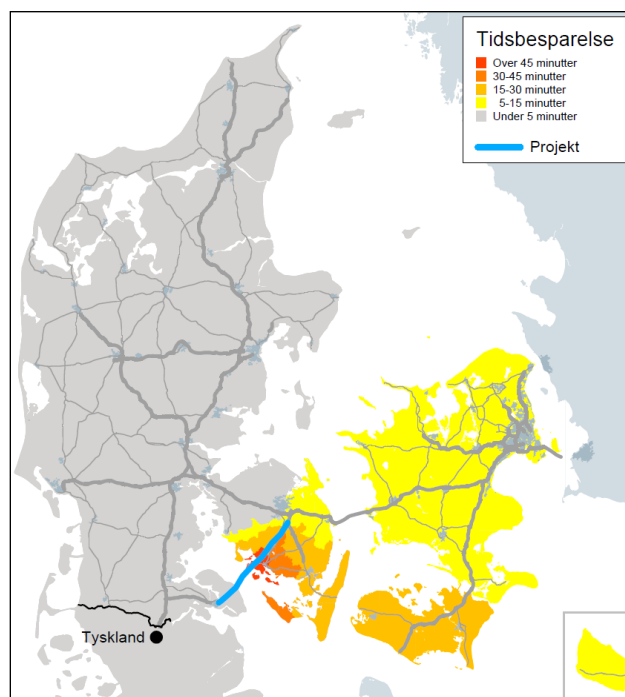 Tidsbesparelse
Over 45 minutter
30-45 minutter
15-30 minutter
5-15 minutter
Under 5 minutter
Projekt
Tyskland